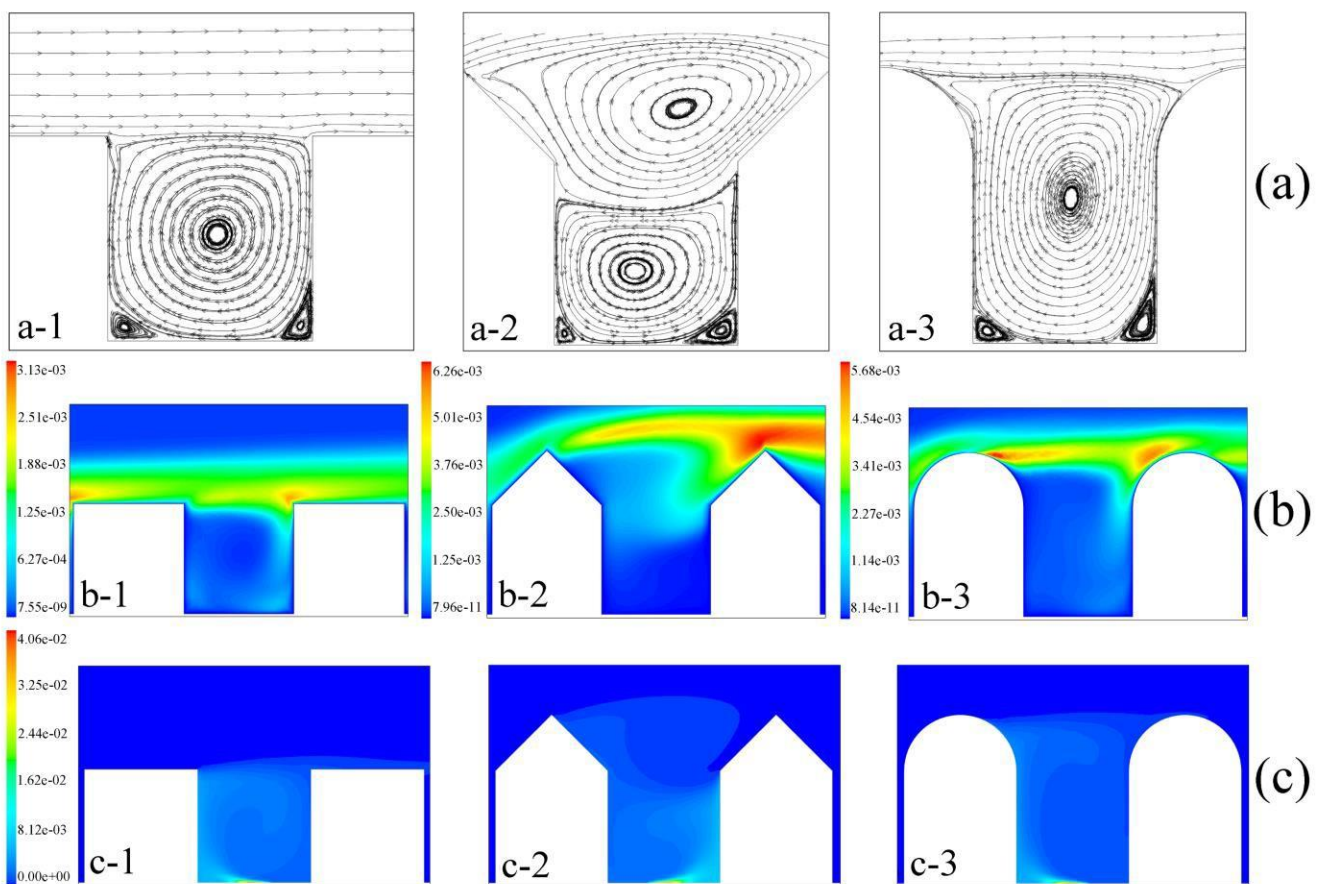 a-1
a-2
a-3
(a)
3.13e-03
2.51e-03
1.88e-03
1.25e-03
6.27e-04
7.55e-09
b-1
6.26e-03
5.01e-03
3.76e-03
2.50e-03
1.25e-03
7.96e-11
b-2
5.68e-03
4.54e-03
3.41e-03
2.27e-03
1.14e-03
8.14e-11
b-3
(b)
4.06e-02
3.25e-02
2.44e-02
1.62e-02
8.12e-03
0.00e+00
c-1
c-2
c-3
(c)